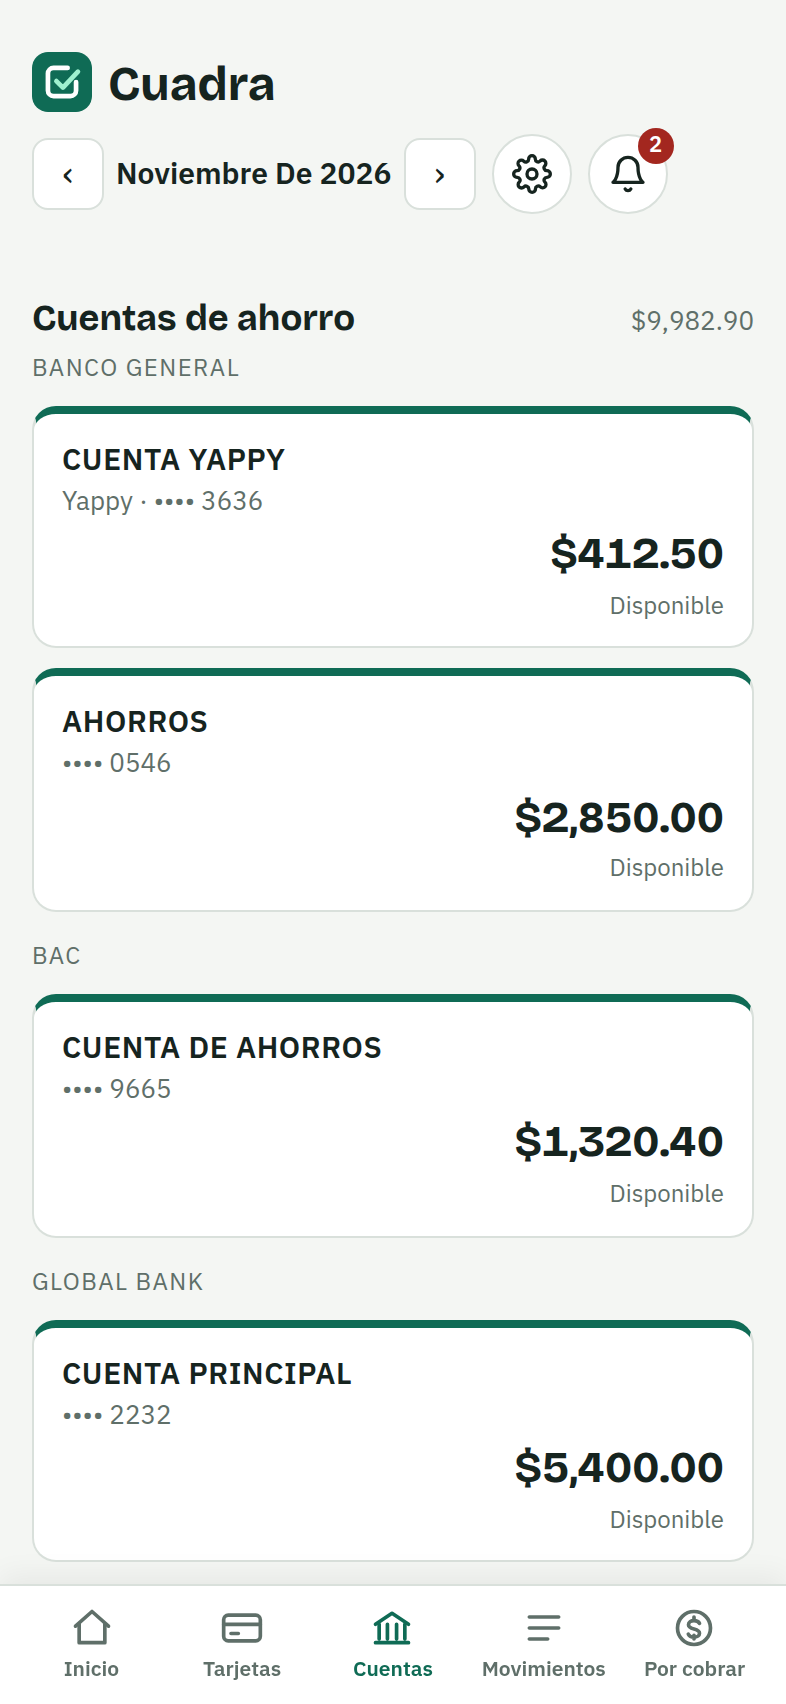 Cuadra
‹ Noviembre De 2026 › 2
Cuentas de ahorro $9,982.90
BANCO GENERAL
CUENTA YAPPY
Yappy · •••• 3636
$412.50
Disponible
AHORROS
•••• 0546
$2,850.00
Disponible
BAC
CUENTA DE AHORROS
•••• 9665
$1,320.40
Disponible
GLOBAL BANK
CUENTA PRINCIPAL
•••• 2232
$5,400.00
Disponible
Inicio Tarjetas Cuentas Movimientos Por cobrar